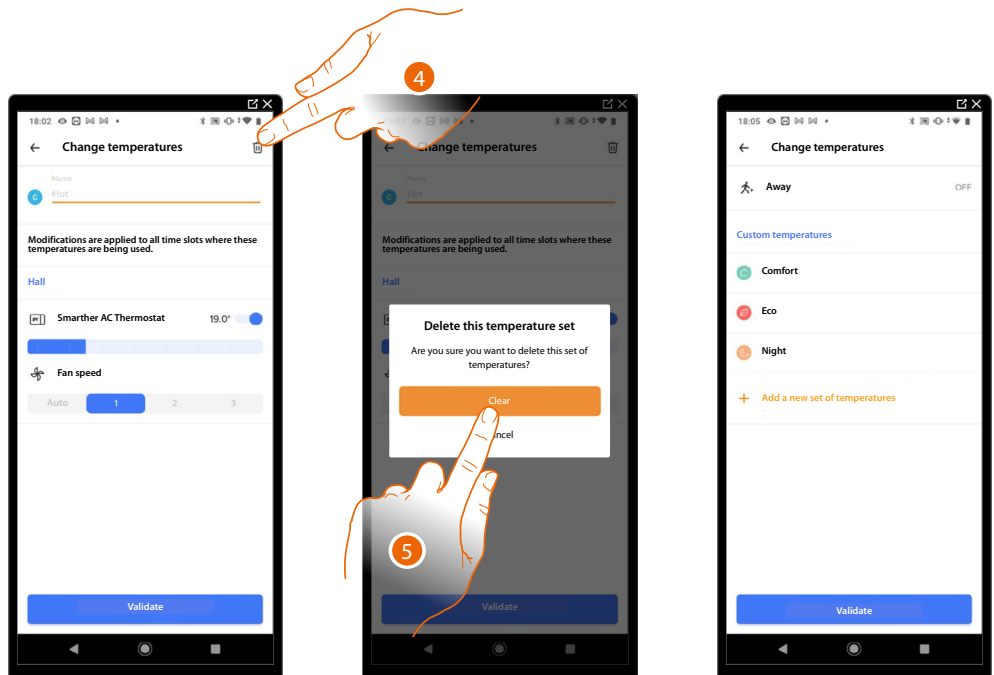 4
18:02
Change temperatures
Name
Hot
C
Modifications are applied to all time slots where these
temperatures are being used.
Hall
Smarther AC Thermostat 19.0°
Fan speed
Auto 1 2 3
Validate
Change temperatures
Name
Hot
C
Modifications are applied to all time slots where these
temperatures are being used.
Hall
Delete this temperature set
Are you sure you want to delete this set of
temperatures?
Clear
ncel
5
Validate
18:05
Change temperatures
Away OFF
Custom temperatures
Comfort
Eco
Night
+ Add a new set of temperatures
Validate